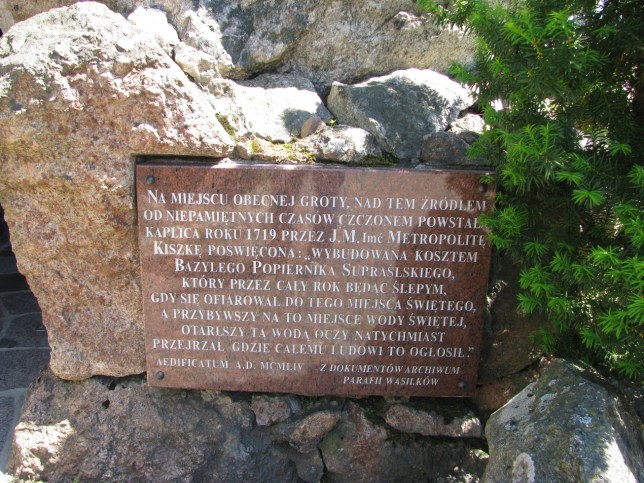 NA MIEJSCU OBECNEJ GROTY, NAD TEM ŹRÓDŁEM
OD NIEPAMIĘTNYCH CZASÓW CZCZONEM POWSTAŁ
KAPLICA ROKU 1719 PRZEZ J.M. IMĆ METROPOLITĘ
KISZKĘ POŚWIĘCONA: „WYBUDOWANA KOSZTEM
BAZYLEGO POPIERNIKA SUPRAŚLSKIEGO,
KTÓRY PRZEZ CAŁY ROK BĘDĄC ŚLEPYM,
GDY SIĘ OFIAROWAŁ DO TEGO MIEJSCA ŚWIĘTEGO,
A PRZYBYWSZY NA TO MIEJSCE WODY ŚWIĘTEJ,
OTARŁSZY TĄ WODĄ OCZY NATYCHMIAST
PRZEJRZAŁ GDZIE CAŁEMU LUDOWI TO OGŁOSIŁ."
AEDIFICATUM A.D. MCMLIV Z DOKUMENTÓW ARCHIWUM
PARAFII WASILKÓW